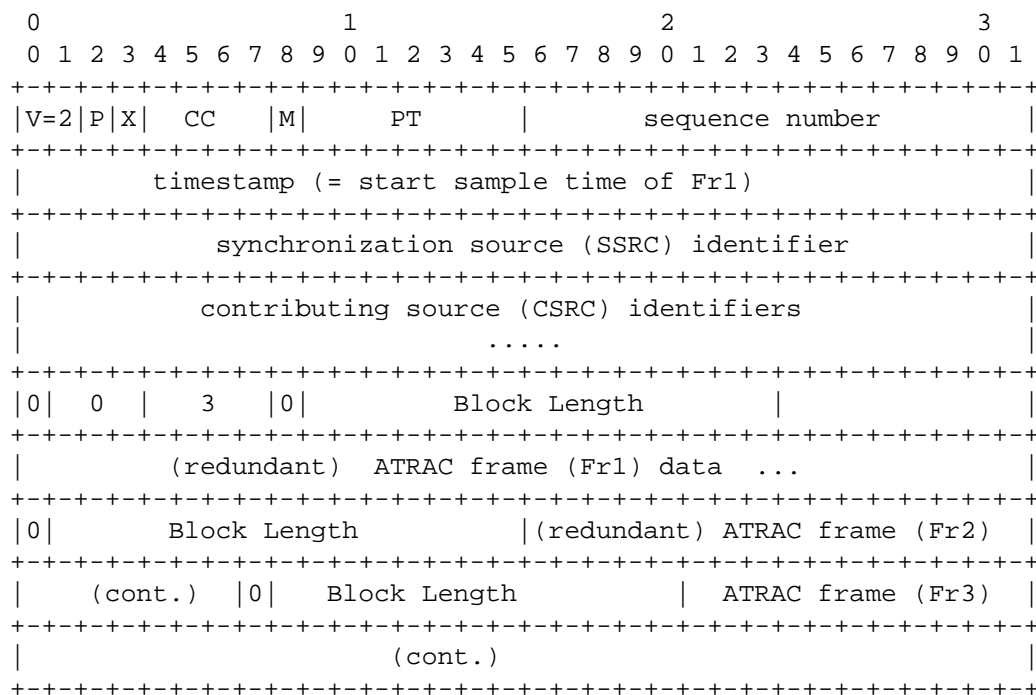 0                   1                   2                   3
 0 1 2 3 4 5 6 7 8 9 0 1 2 3 4 5 6 7 8 9 0 1 2 3 4 5 6 7 8 9 0 1
+-+-+-+-+-+-+-+-+-+-+-+-+-+-+-+-+-+-+-+-+-+-+-+-+-+-+-+-+-+-+-+-+
|V=2|P|X|  CC   |M|     PT      |       sequence number         |
+-+-+-+-+-+-+-+-+-+-+-+-+-+-+-+-+-+-+-+-+-+-+-+-+-+-+-+-+-+-+-+-+
|        timestamp (= start sample time of Fr1)                 |
+-+-+-+-+-+-+-+-+-+-+-+-+-+-+-+-+-+-+-+-+-+-+-+-+-+-+-+-+-+-+-+-+
|            synchronization source (SSRC) identifier           |
+-+-+-+-+-+-+-+-+-+-+-+-+-+-+-+-+-+-+-+-+-+-+-+-+-+-+-+-+-+-+-+-+
|           contributing source (CSRC) identifiers              |
|                             .....                             |
+-+-+-+-+-+-+-+-+-+-+-+-+-+-+-+-+-+-+-+-+-+-+-+-+-+-+-+-+-+-+-+-+
|0|  0  |   3   |0|         Block Length        |               |
+-+-+-+-+-+-+-+-+-+-+-+-+-+-+-+-+-+-+-+-+-+-+-+-+-+-+-+-+-+-+-+-+
|         (redundant)  ATRAC frame (Fr1) data  ...              |
+-+-+-+-+-+-+-+-+-+-+-+-+-+-+-+-+-+-+-+-+-+-+-+-+-+-+-+-+-+-+-+-+
|0|       Block Length          |(redundant) ATRAC frame (Fr2)  |
+-+-+-+-+-+-+-+-+-+-+-+-+-+-+-+-+-+-+-+-+-+-+-+-+-+-+-+-+-+-+-+-+
|    (cont.)  |0|   Block Length          |  ATRAC frame (Fr3)  |
+-+-+-+-+-+-+-+-+-+-+-+-+-+-+-+-+-+-+-+-+-+-+-+-+-+-+-+-+-+-+-+-+
|                       (cont.)                                 |
+-+-+-+-+-+-+-+-+-+-+-+-+-+-+-+-+-+-+-+-+-+-+-+-+-+-+-+-+-+-+-+-+